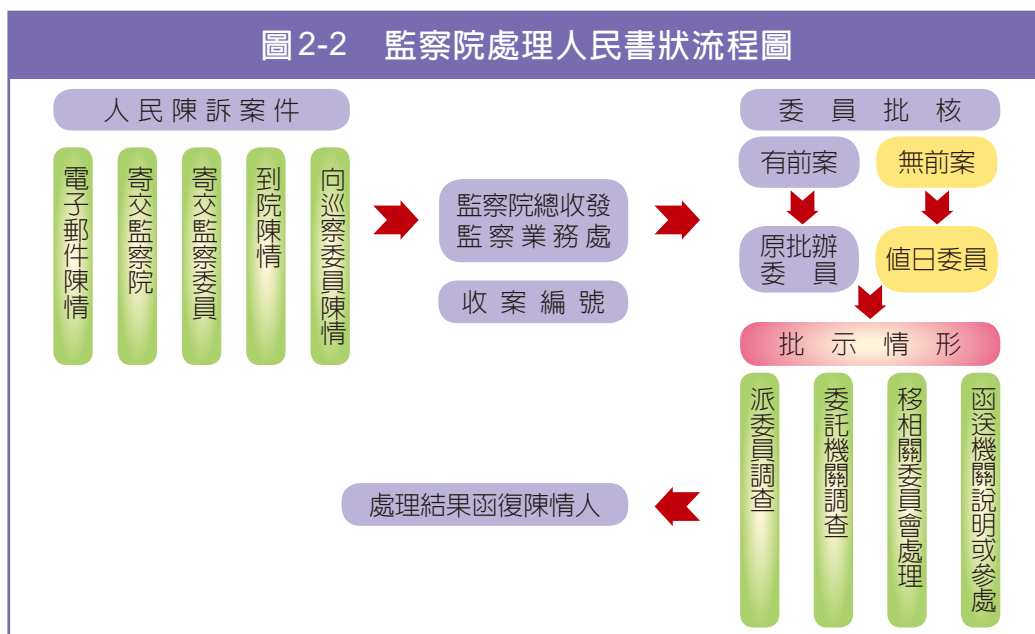 圖2-2 監察院處理人民書狀流程圖
人民陳訴案件
電子郵件陳情
寄交監察院
寄交監察委員
到院陳情
向巡察委員陳情
監察院總收發
監察業務處
收案編號
委員批核
有前案
無前案
原批辦
委員
值日委員
批示情形
派委員調查
委託機關調查
移相關委員會處理
函送機關說明或參處
處理結果函復陳情人